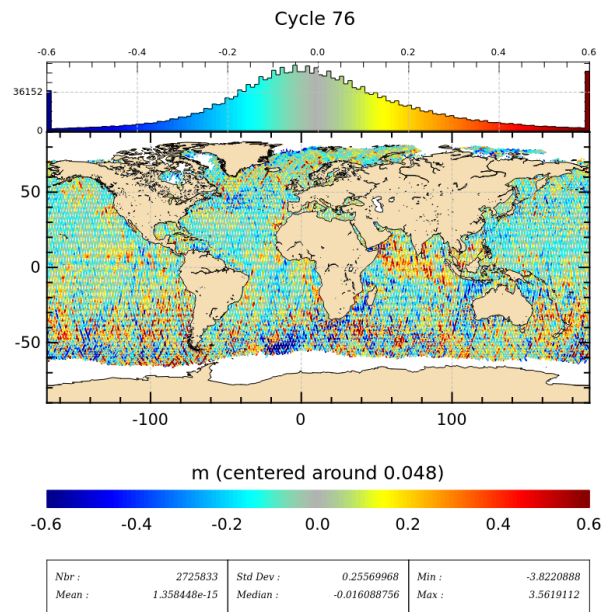 Cycle 76
-0.6 -0.4 -0.2 0.0 0.2 0.4 0.6
36152
0
50
0
-50
-100 0 100
m (centered around 0.048)
-0.6 -0.4 -0.2 0.0 0.2 0.4 0.6
Nbr : 2725833 Std Dev : 0.25569968 Min : -3.8220888
Mean : 1.358448e-15 Median : -0.016088756 Max : 3.5619112